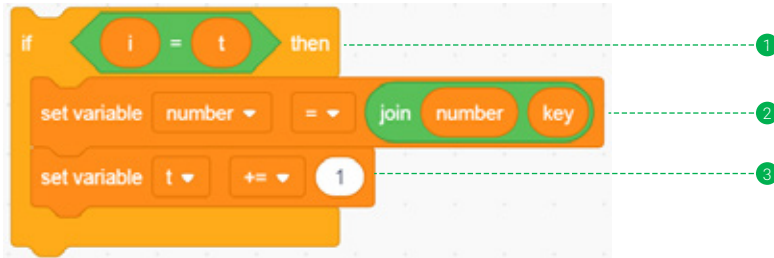 if i = t then 1
set variable number = join number key 2
set variable t += 1 3